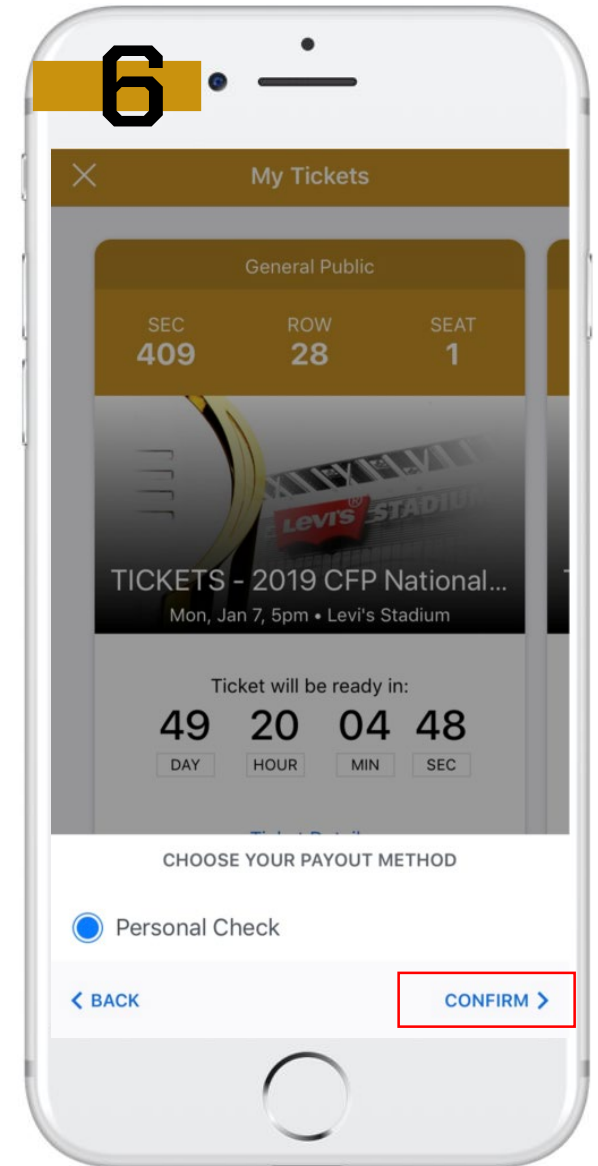 6
My Tickets
General Public
SEC ROW SEAT
409 28 1
LEVI'S® STADIUM
TICKETS - 2019 CFP National...
Mon, Jan 7, 5pm • Levi's Stadium
Ticket will be ready in:
49 20 04 48
DAY HOUR MIN SEC
CHOOSE YOUR PAYOUT METHOD
Personal Check
< BACK CONFIRM >